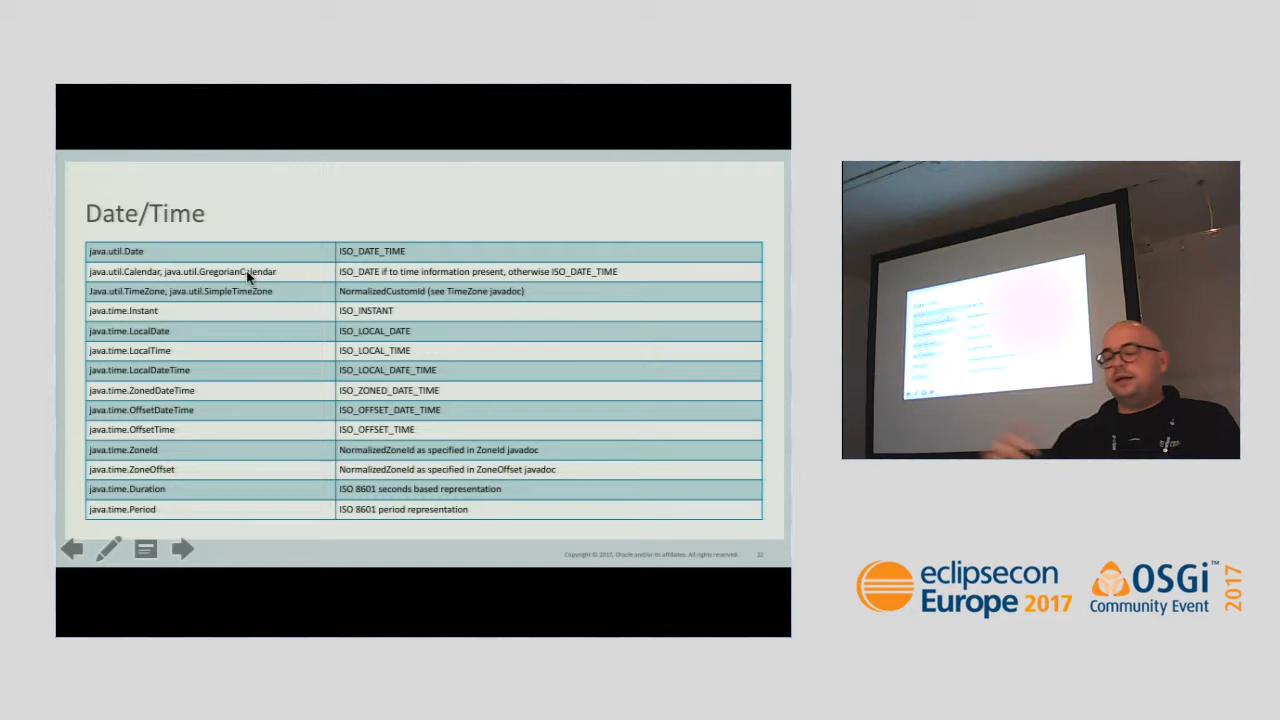 Date/Time
java.util.Date ISO_DATE_TIME
java.util.Calendar, java.util.GregorianCalendar ISO_DATE if to time information present, otherwise ISO_DATE_TIME
Java.util.TimeZone, java.util.SimpleTimeZone NormalizedCustomId (see TimeZone javadoc)
java.time.Instant ISO_INSTANT
java.time.LocalDate ISO_LOCAL_DATE
java.time.LocalTime ISO_LOCAL_TIME
java.time.LocalDateTime ISO_LOCAL_DATE_TIME
java.time.ZonedDateTime ISO_ZONED_DATE_TIME
java.time.OffsetDateTime ISO_OFFSET_DATE_TIME
java.time.OffsetTime ISO_OFFSET_TIME
java.time.ZoneId NormalizedZoneId as specified in ZoneId javadoc
java.time.ZoneOffset NormalizedZoneId as specified in ZoneOffset javadoc
java.time.Duration ISO 8601 seconds based representation
java.time.Period ISO 8601 period representation
Copyright © 2017, Oracle and/or its affiliates. All rights reserved. 22
eclipsecon
Europe 2017
OSGi™
Community Event
2017